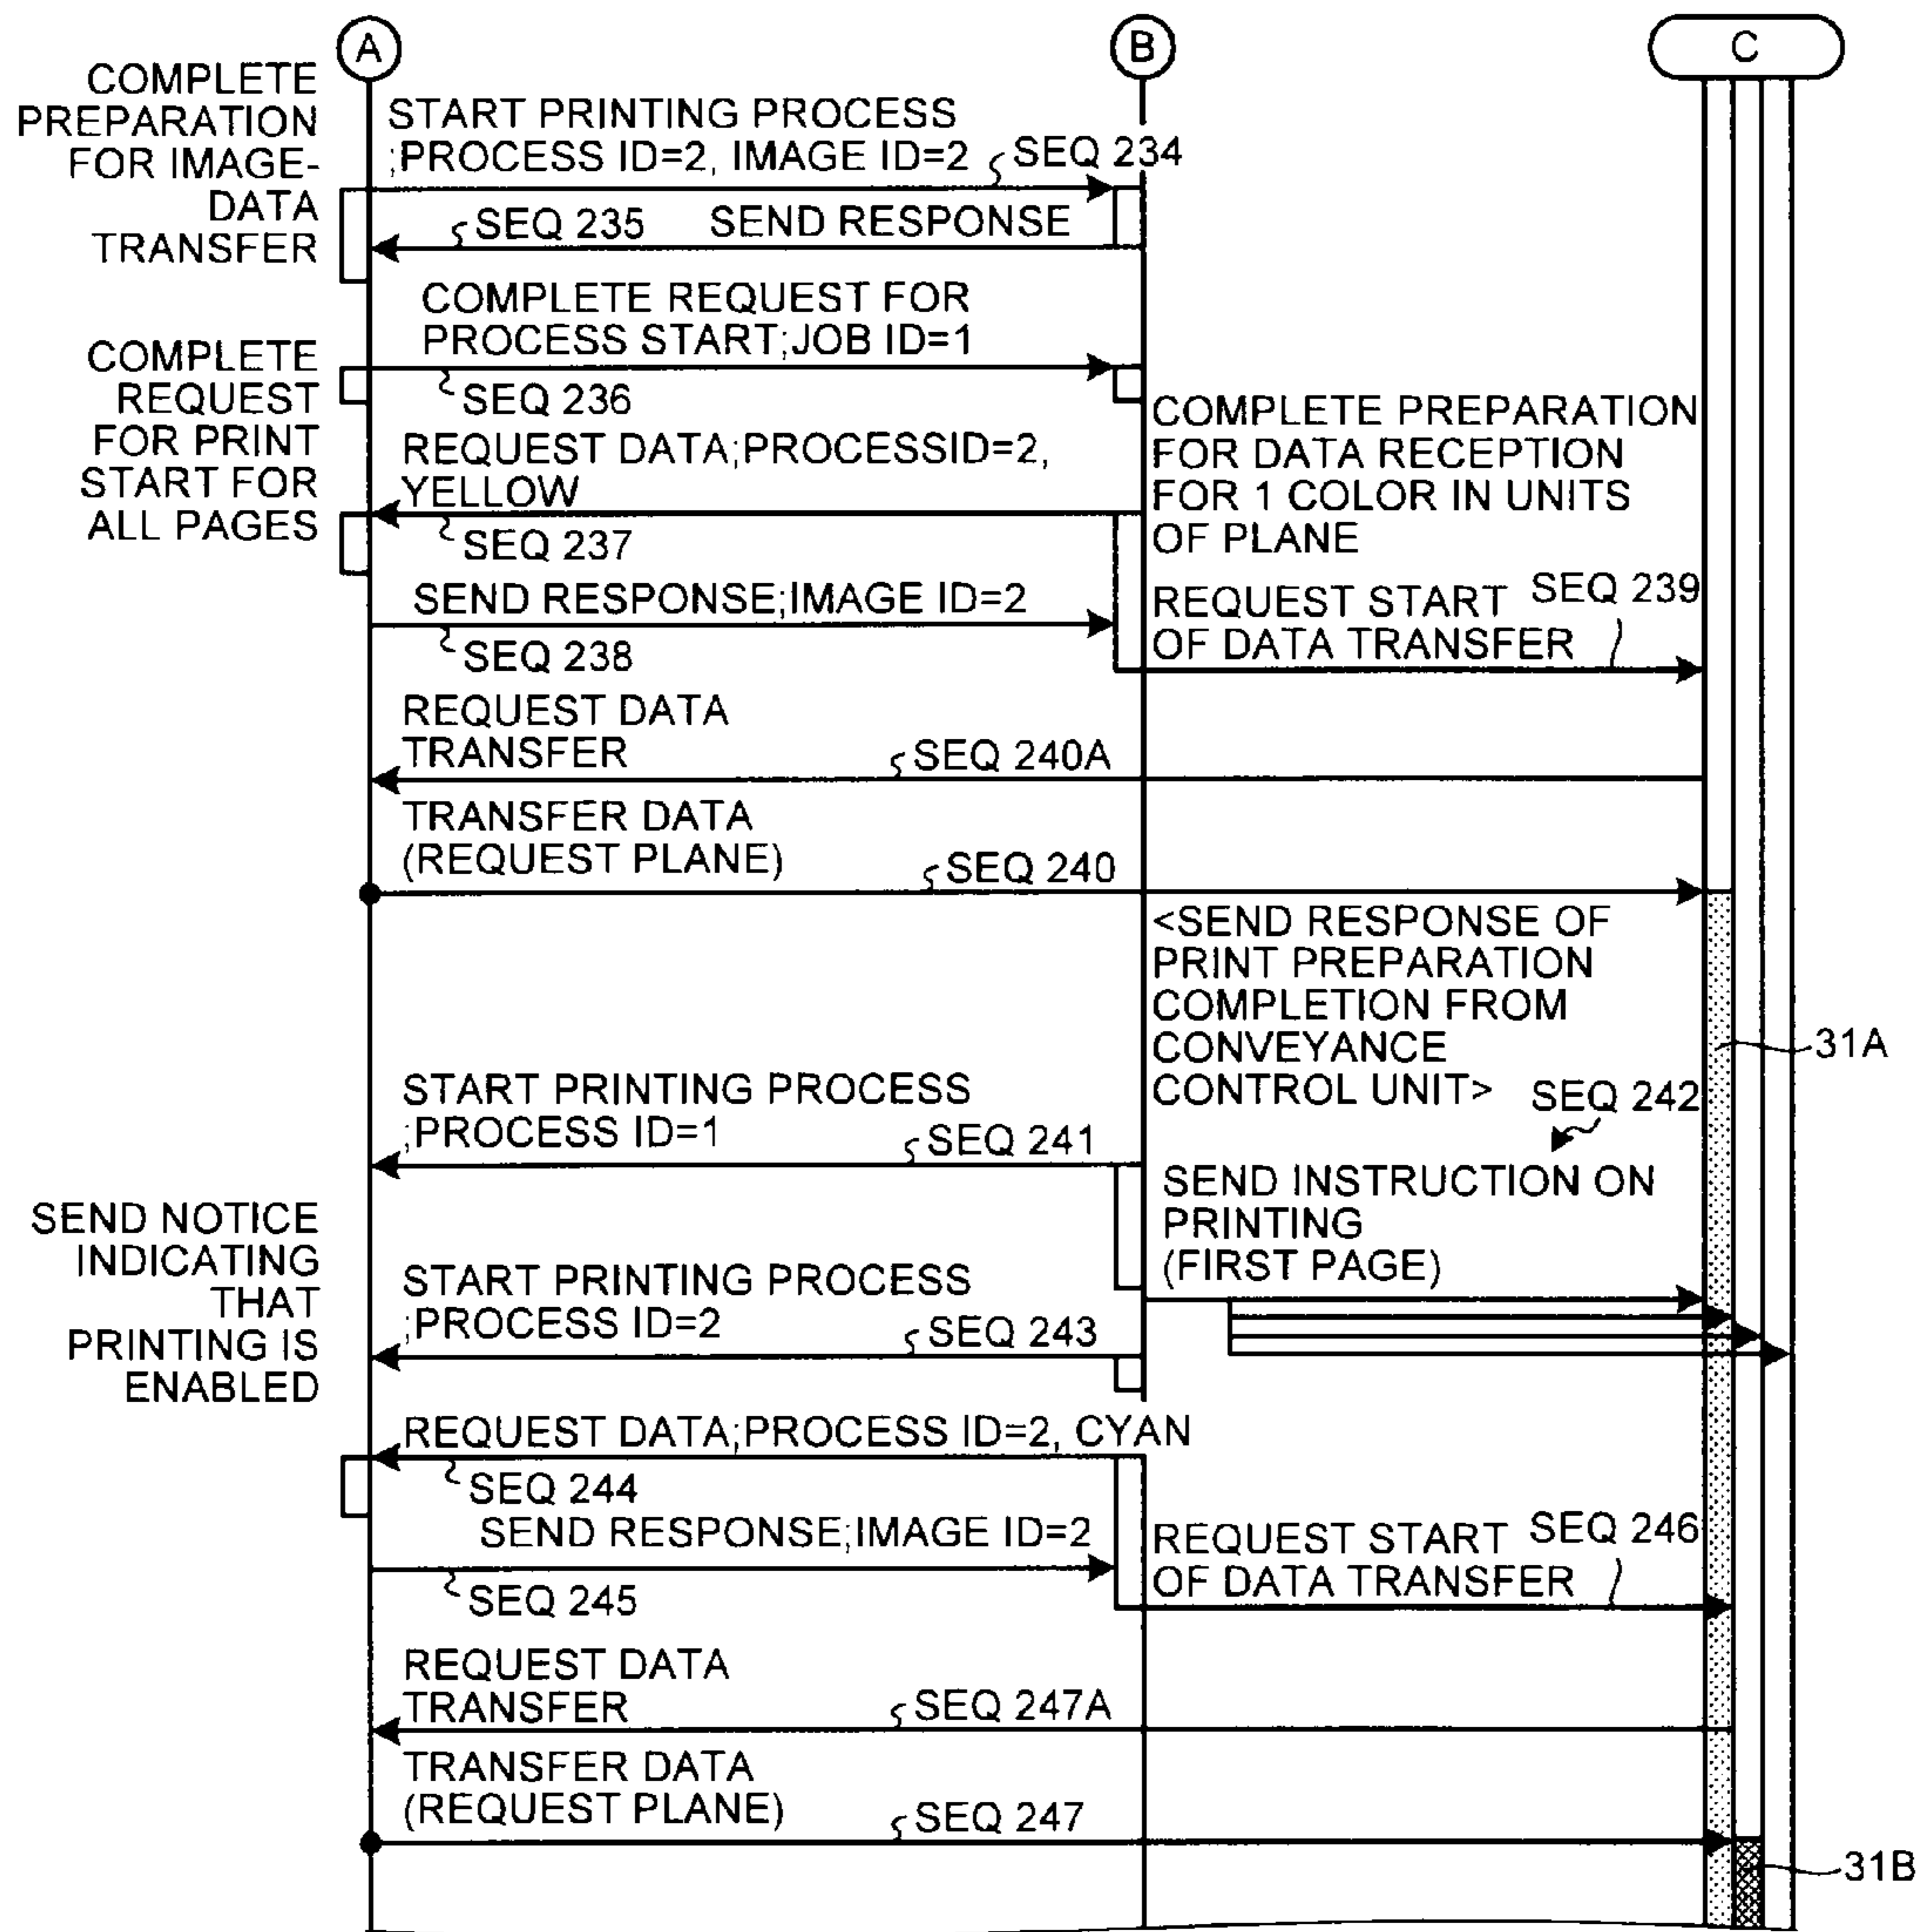 A
B
C
COMPLETE
PREPARATION
FOR IMAGE-
DATA
TRANSFER
START PRINTING PROCESS
;PROCESS ID=2, IMAGE ID=2
SEQ 234
SEQ 235
SEND RESPONSE
COMPLETE REQUEST FOR
PROCESS START;JOB ID=1
SEQ 236
COMPLETE
REQUEST
FOR PRINT
START FOR
ALL PAGES
REQUEST DATA;PROCESSID=2,
YELLOW
SEQ 237
COMPLETE PREPARATION
FOR DATA RECEPTION
FOR 1 COLOR IN UNITS
OF PLANE
SEND RESPONSE;IMAGE ID=2
SEQ 238
REQUEST START
OF DATA TRANSFER
SEQ 239
REQUEST DATA
TRANSFER
SEQ 240A
TRANSFER DATA
(REQUEST PLANE)
SEQ 240
<SEND RESPONSE OF
PRINT PREPARATION
COMPLETION FROM
CONVEYANCE
CONTROL UNIT>
31A
START PRINTING PROCESS
;PROCESS ID=1
SEQ 241
SEQ 242
SEND INSTRUCTION ON
PRINTING
(FIRST PAGE)
SEND NOTICE
INDICATING
THAT
PRINTING IS
ENABLED
START PRINTING PROCESS
;PROCESS ID=2
SEQ 243
REQUEST DATA;PROCESS ID=2, CYAN
SEQ 244
SEND RESPONSE;IMAGE ID=2
SEQ 245
REQUEST START
OF DATA TRANSFER
SEQ 246
REQUEST DATA
TRANSFER
SEQ 247A
TRANSFER DATA
(REQUEST PLANE)
SEQ 247
31B